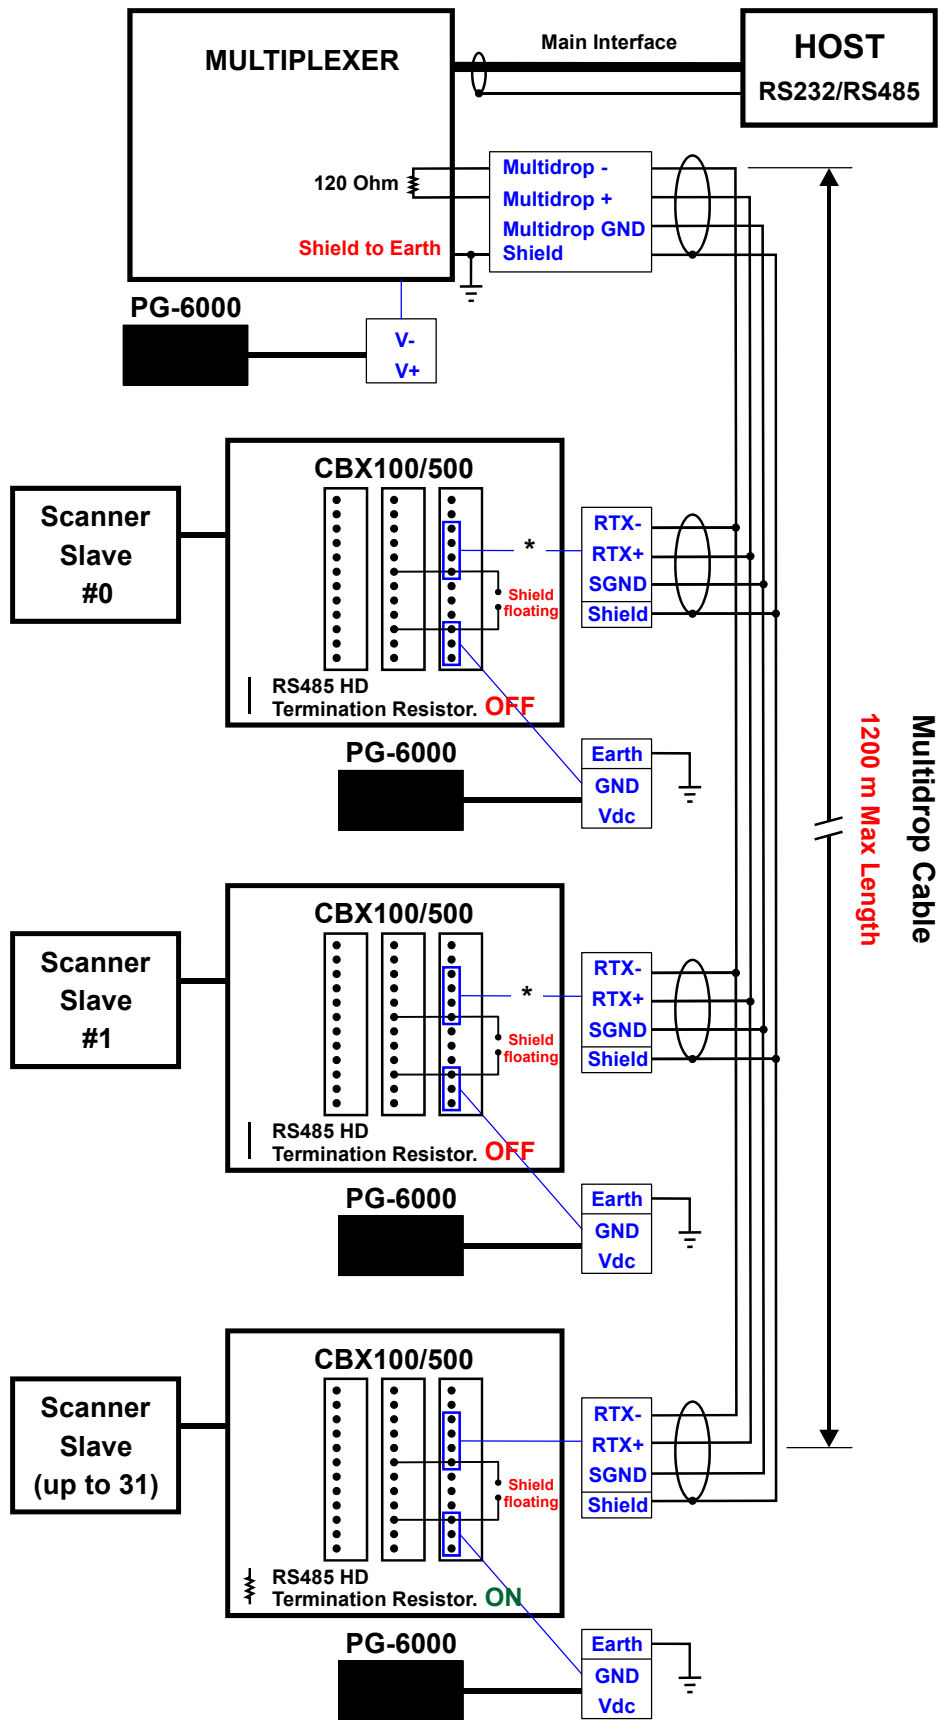 MULTIPLEXER
Main Interface
HOST
RS232/RS485
120 Ohm
Multidrop -
Multidrop +
Multidrop GND
Shield
Shield to Earth
PG-6000
V-
V+
CBX100/500
Scanner
Slave
#0
*
RTX-
RTX+
SGND
Shield
Shield
floating
RS485 HD
Termination Resistor. OFF
PG-6000
Earth
GND
Vdc
Multidrop Cable
1200 m Max Length
CBX100/500
Scanner
Slave
#1
*
RTX-
RTX+
SGND
Shield
Shield
floating
RS485 HD
Termination Resistor. OFF
PG-6000
Earth
GND
Vdc
CBX100/500
Scanner
Slave
(up to 31)
RTX-
RTX+
SGND
Shield
Shield
floating
RS485 HD
Termination Resistor. ON
PG-6000
Earth
GND
Vdc